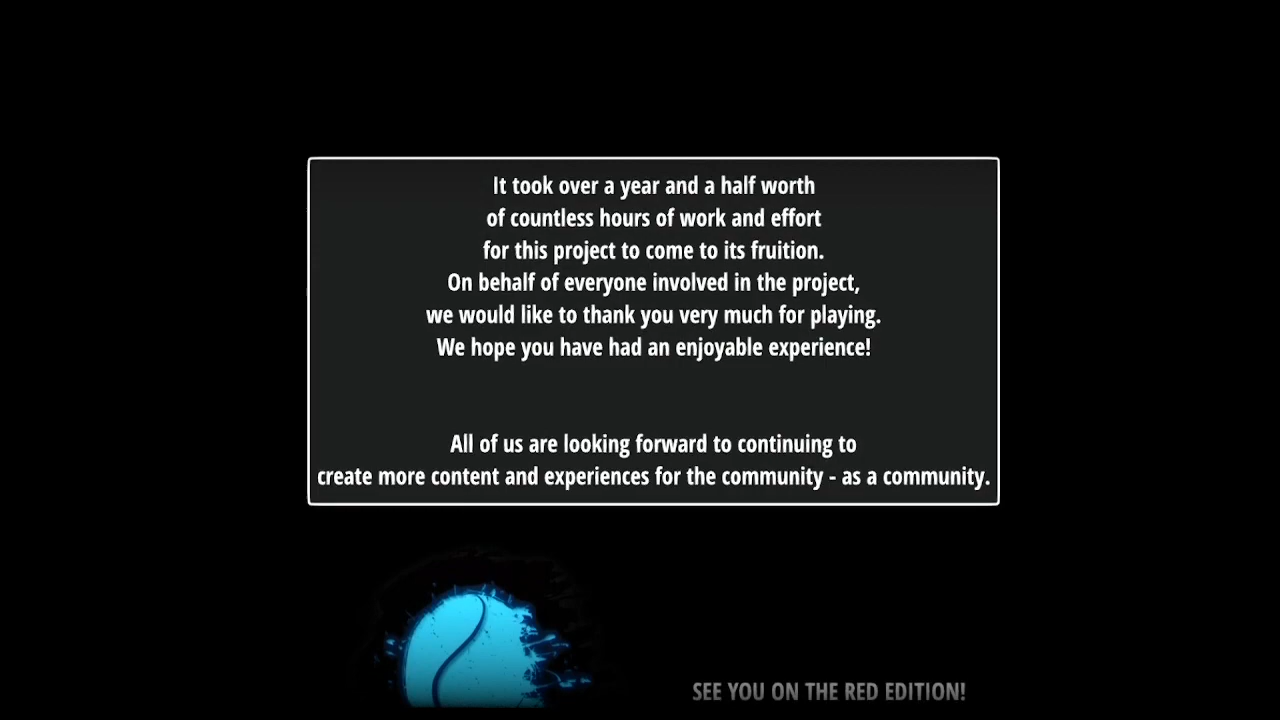 It took over a year and a half worth
of countless hours of work and effort
for this project to come to its fruition.
On behalf of everyone involved in the project,
we would like to thank you very much for playing.
We hope you have had an enjoyable experience!
All of us are looking forward to continuing to
create more content and experiences for the community - as a community.
SEE YOU ON THE RED EDITION!